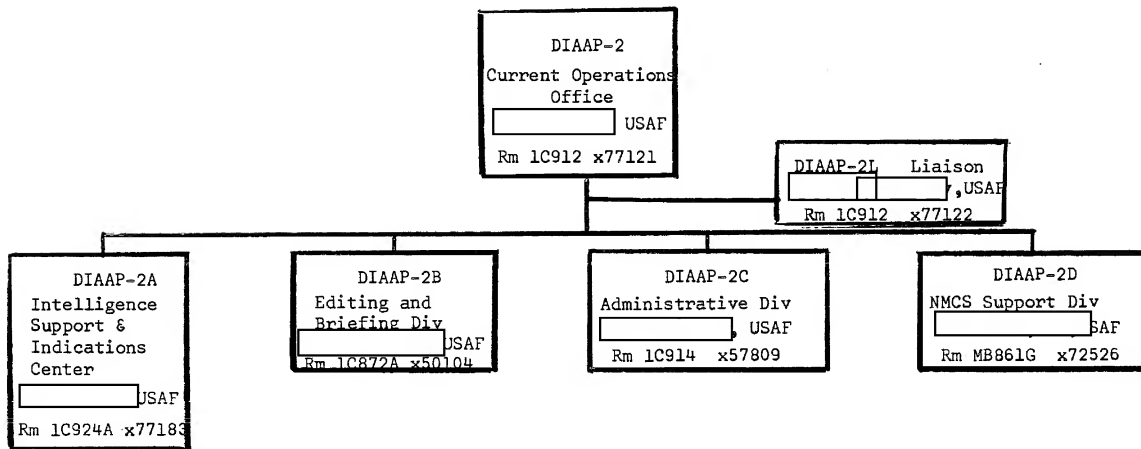 DIAAP-2
Current Operations
Office
USAF
Rm 1C912 x77121
DIAAP-2L Liaison
,USAF
Rm 1C912 x77122
DIAAP-2A
Intelligence
Support &
Indications
Center
USAF
Rm 1C924A x77183
DIAAP-2B
Editing and
Briefing Div
USAF
Rm 1C872A x50104
DIAAP-2C
Administrative Div
, USAF
Rm 1C914 x57809
DIAAP-2D
NMCS Support Div
SAF
Rm MB861G x72526